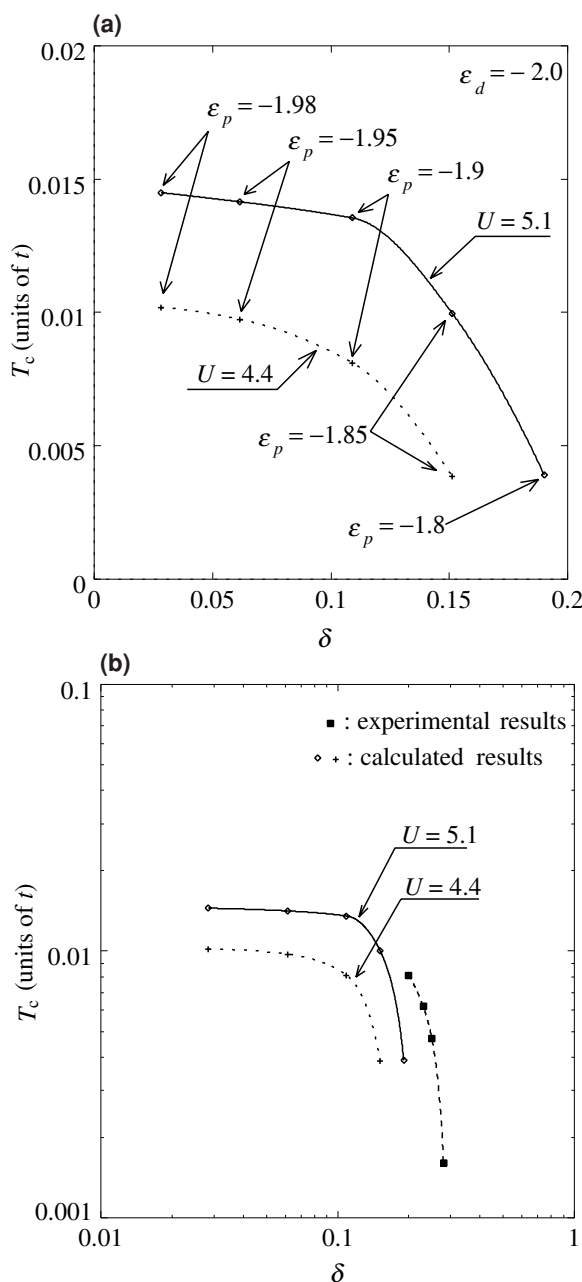 (a)
0.02
ε_d = − 2.0
ε_p = −1.98
ε_p = −1.95
ε_p = −1.9
0.015
U = 5.1
T_c (units of t)
0.01
U = 4.4
ε_p = −1.85
0.005
ε_p = −1.8
0
0 0.05 0.1 0.15 0.2
δ
(b)
0.1
■ : experimental results
◇ + : calculated results
U = 5.1
U = 4.4
T_c (units of t)
0.01
0.001
0.01 0.1 1
δ